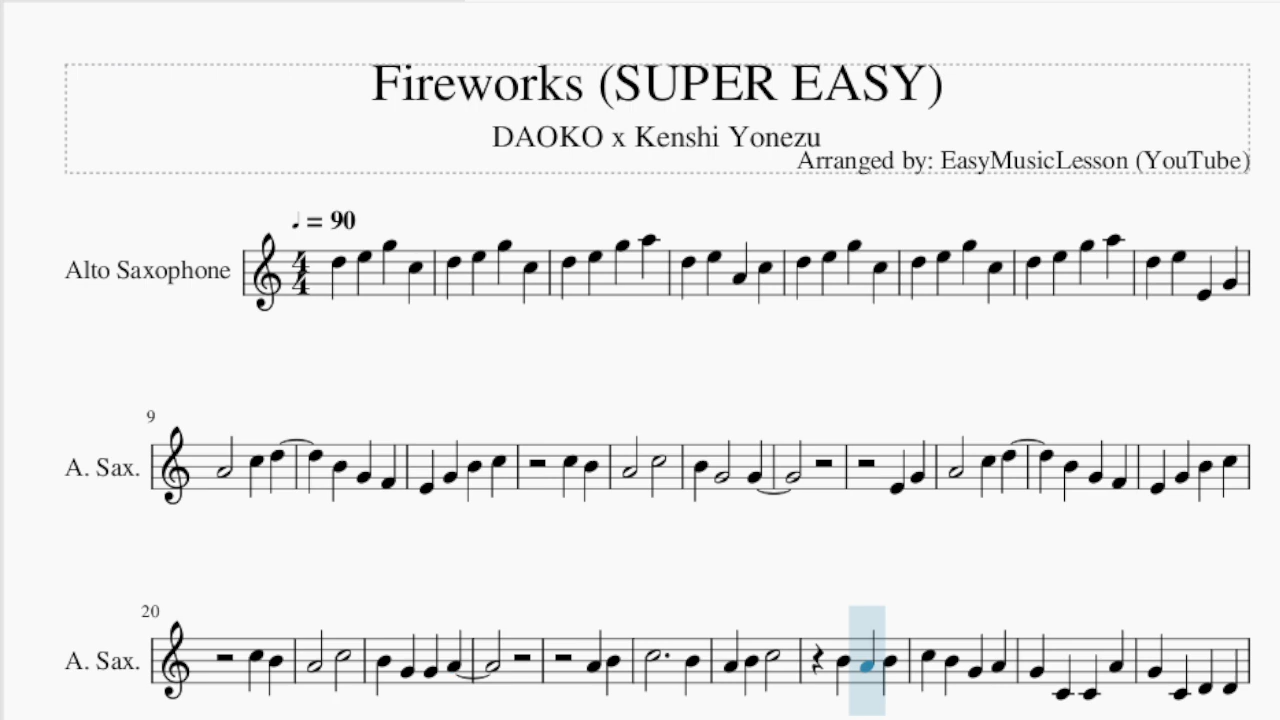 Fireworks (SUPER EASY)
DAOKO x Kenshi Yonezu
Arranged by: EasyMusicLesson (YouTube)
♩ = 90
Alto Saxophone
4
4
9
A. Sax.
20
A. Sax.